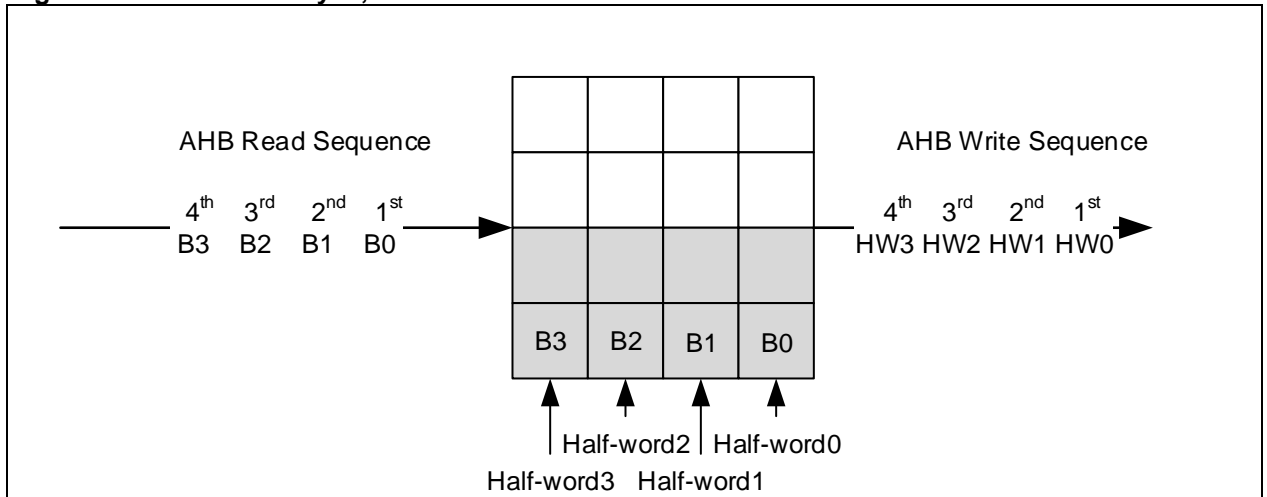 AHB Read Sequence
4th 3rd 2nd 1st
B3 B2 B1 B0
AHB Write Sequence
4th 3rd 2nd 1st
HW3 HW2 HW1 HW0
B3 B2 B1 B0
Half-word2 Half-word0
Half-word3 Half-word1